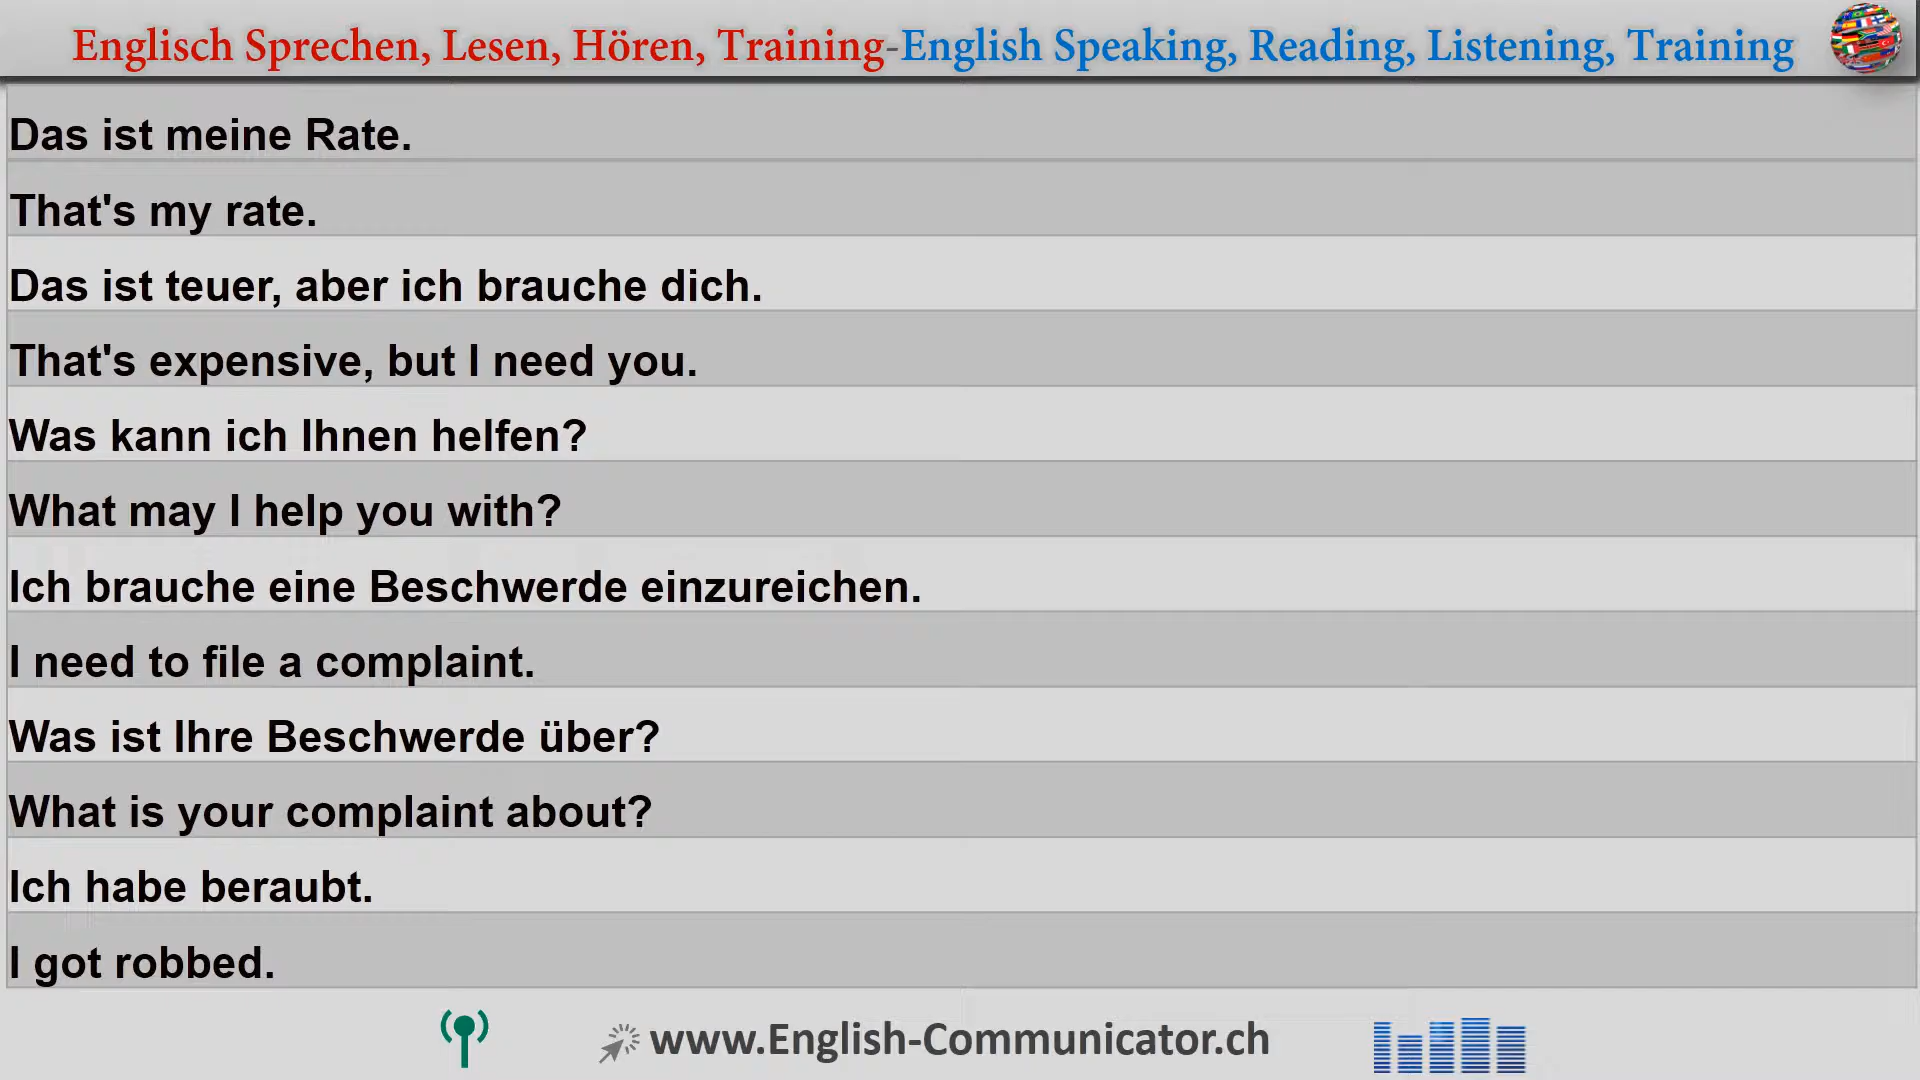 Englisch Sprechen, Lesen, Hören, Training-English Speaking, Reading, Listening, Training
Das ist meine Rate.
That's my rate.
Das ist teuer, aber ich brauche dich.
That's expensive, but I need you.
Was kann ich Ihnen helfen?
What may I help you with?
Ich brauche eine Beschwerde einzureichen.
I need to file a complaint.
Was ist Ihre Beschwerde über?
What is your complaint about?
Ich habe beraubt.
I got robbed.
www.English-Communicator.ch